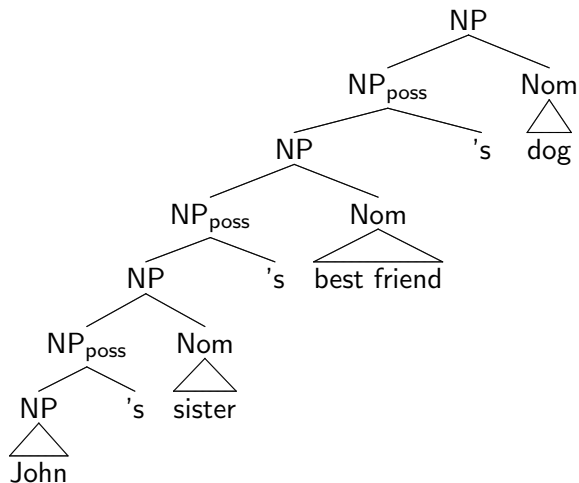 NP
NPposs Nom
NP 's dog
NPposs Nom
NP 's best friend
NPposs Nom
NP 's sister
John